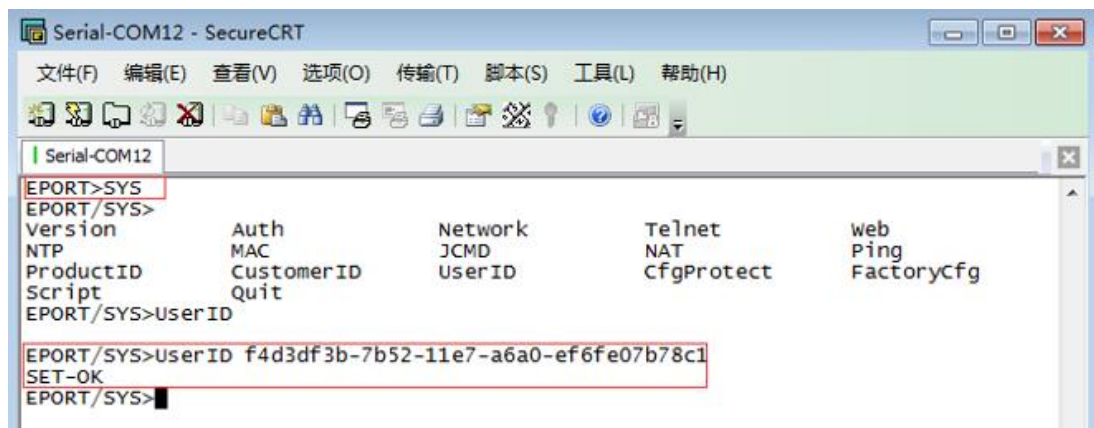 Serial-COM12 - SecureCRT
文件(F) 编辑(E) 查看(V) 选项(O) 传输(T) 脚本(S) 工具(L) 帮助(H)
Serial-COM12
EPORT>SYS
EPORT/SYS>
Version Auth Network Telnet Web
NTP MAC JCMD NAT Ping
ProductID CustomerID UserID CfgProtect FactoryCfg
Script Quit
EPORT/SYS>UserID
EPORT/SYS>UserID f4d3df3b-7b52-11e7-a6a0-ef6fe07b78c1
SET-OK
EPORT/SYS>